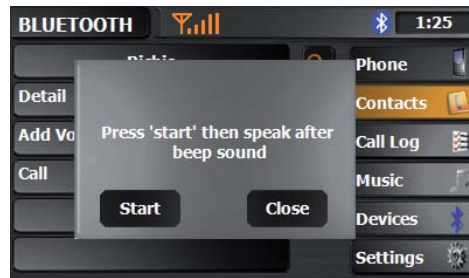 BLUETOOTH
1:25
Phone
Detail
Contacts
Add Vo
Press 'start' then speak after
beep sound
Call Log
Call
Music
Start
Close
Devices
Settings